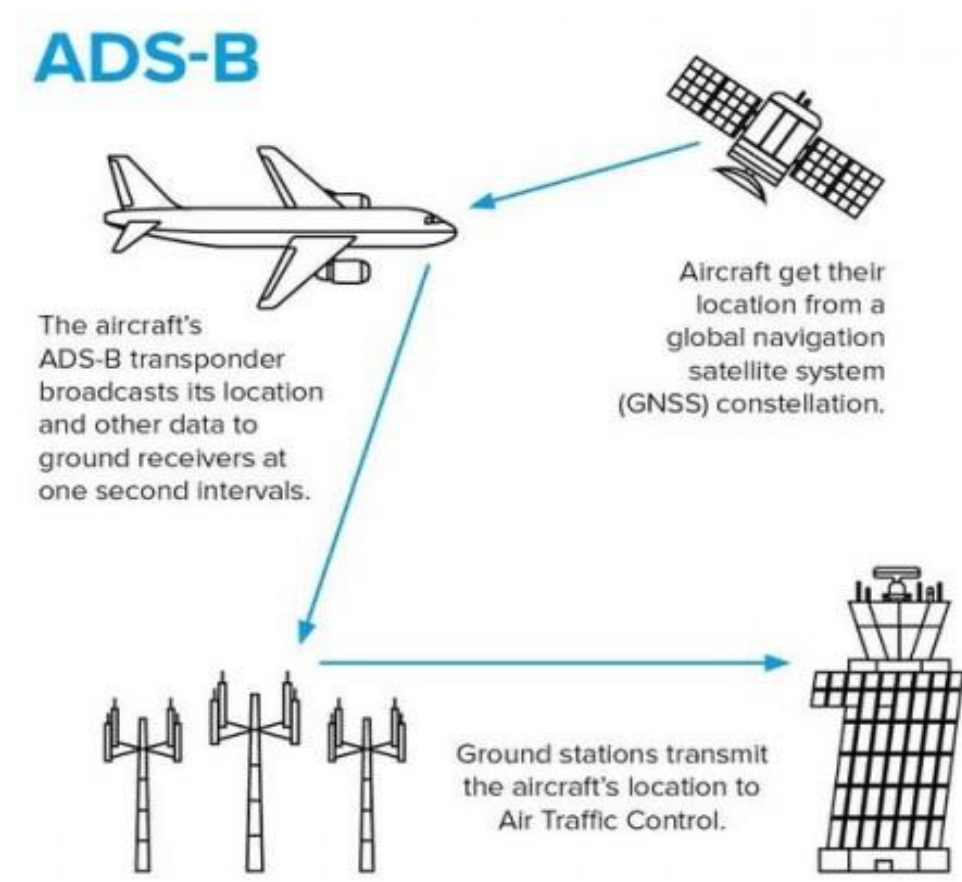 ADS-B
Aircraft get their
location from a
global navigation
satellite system
(GNSS) constellation.
The aircraft's
ADS-B transponder
broadcasts its location
and other data to
ground receivers at
one second intervals.
Ground stations transmit
the aircraft's location to
Air Traffic Control.